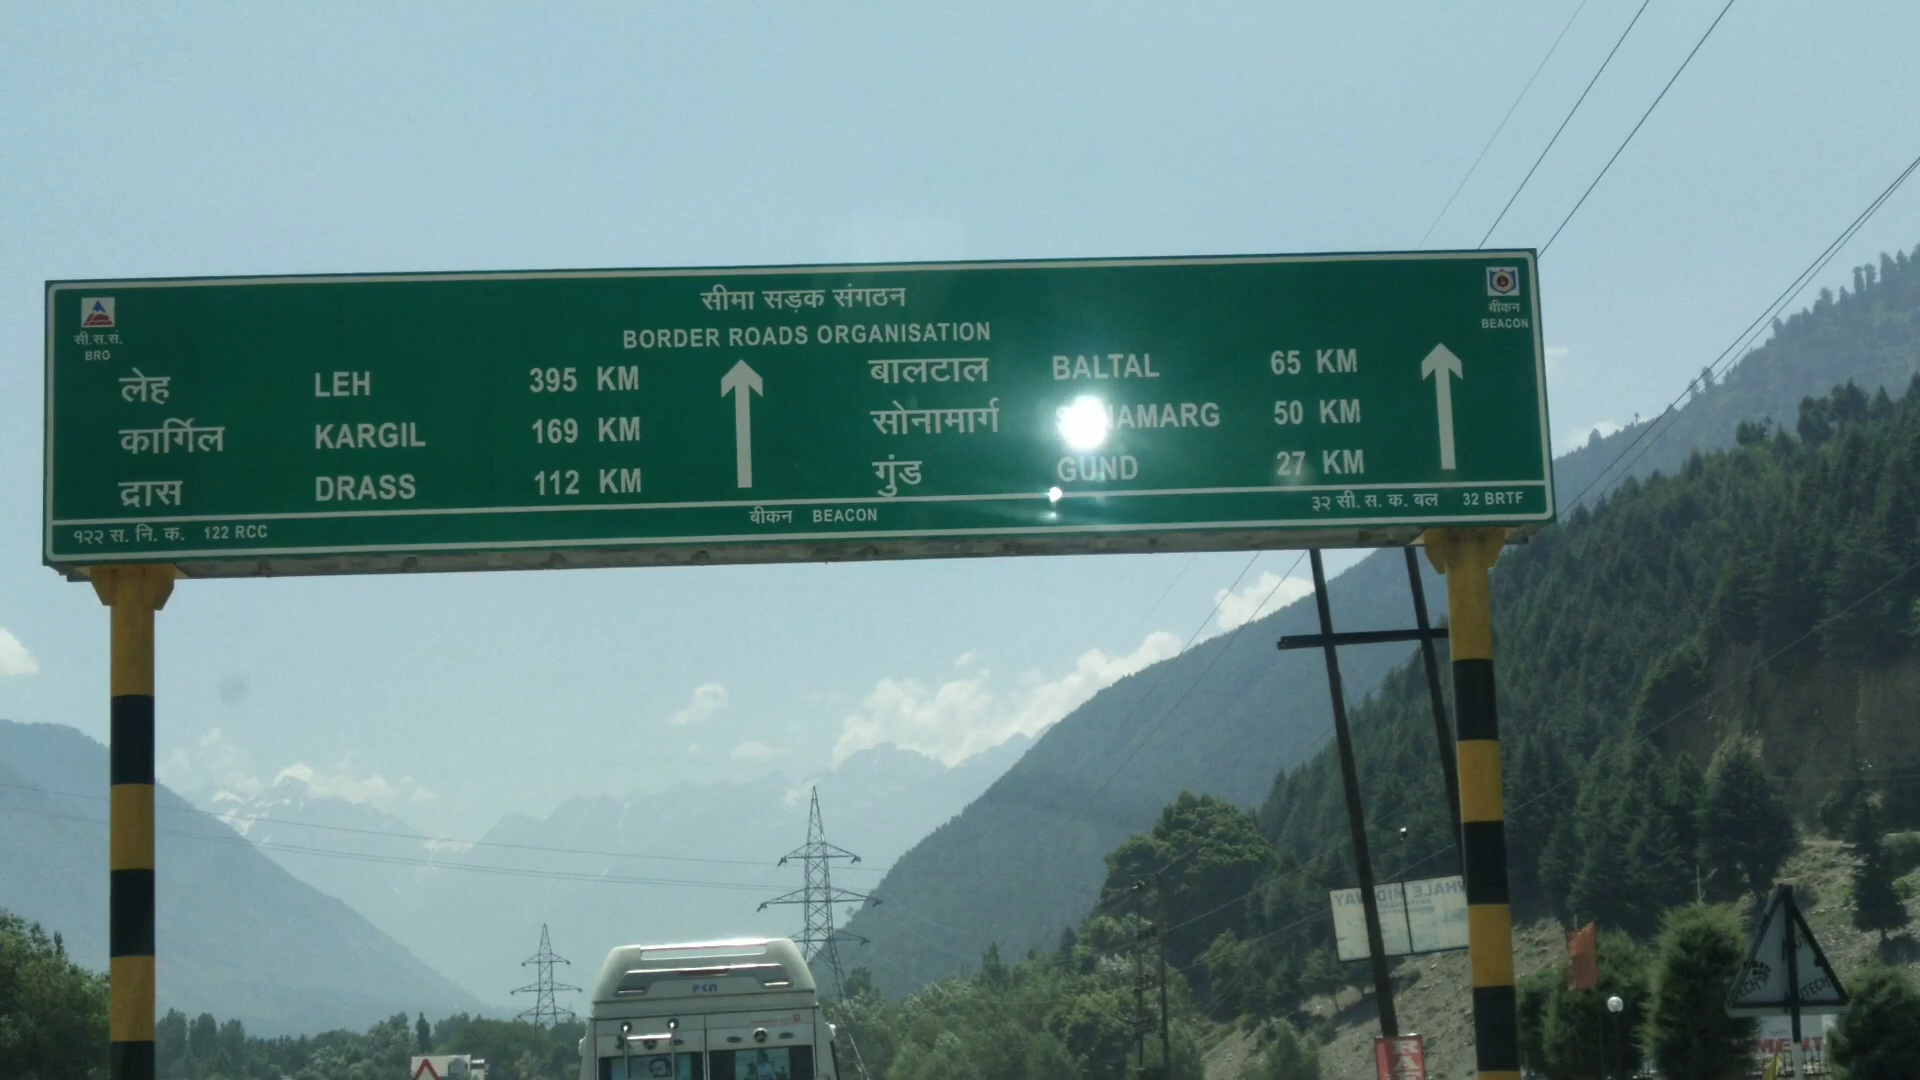 सीमा सड़क संगठन
BORDER ROADS ORGANISATION
सी.स.सं.
BRO
बीकन
BEACON
लेह LEH 395 KM
कार्गिल KARGIL 169 KM
द्रास DRASS 112 KM
बालटाल BALTAL 65 KM
सोनामार्ग SONAMARG 50 KM
गुंड GUND 27 KM
१२२ स. नि. क. 122 RCC
बीकन BEACON
३२ सी. स. क. बल 32 BRTF